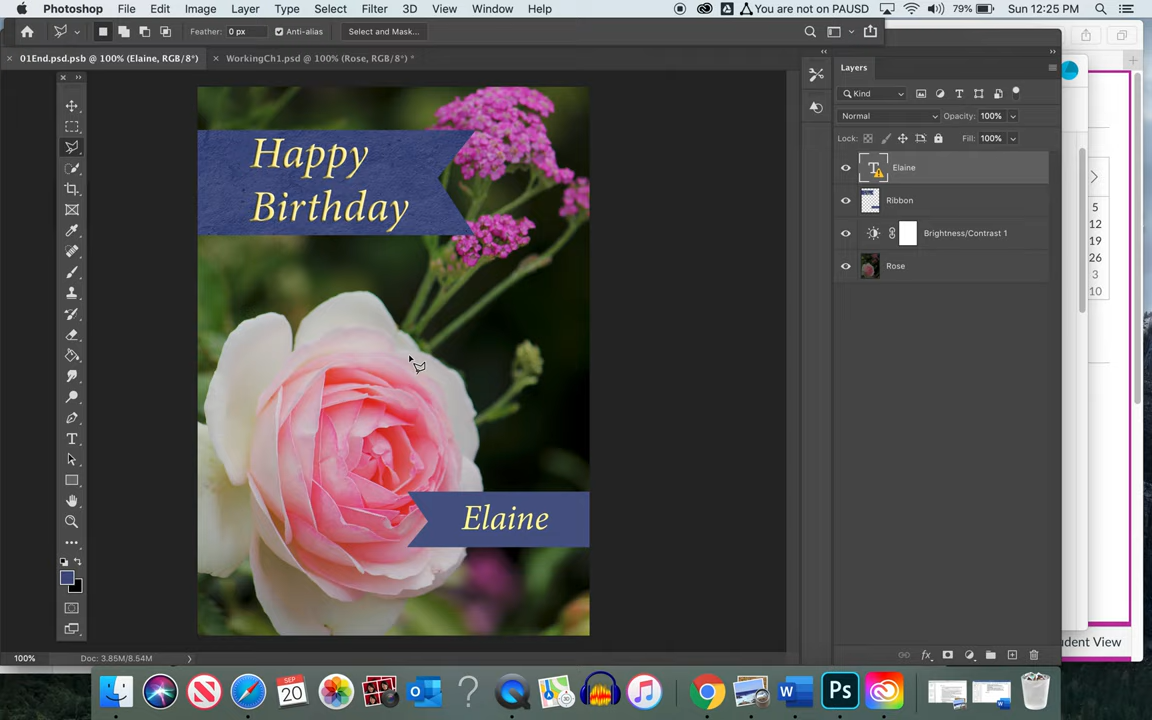 Photoshop File Edit Image Layer Type Select Filter 3D View Window Help You are not on PAUSD 79% Sun 12:25 PM
Feather: 0 px Anti-alias Select and Mask...
01End.psd.psb @ 100% (Elaine, RGB/8*) WorkingCh1.psd @ 100% (Rose, RGB/8*) *
Layers
Kind
Normal Opacity: 100%
Lock: Fill: 100%
Elaine
Ribbon
Brightness/Contrast 1
Rose
Happy
Birthday
Elaine
5
12
19
26
3
10
udent View
100% Doc: 3.85M/8.54M
SEP
20
W
Ps